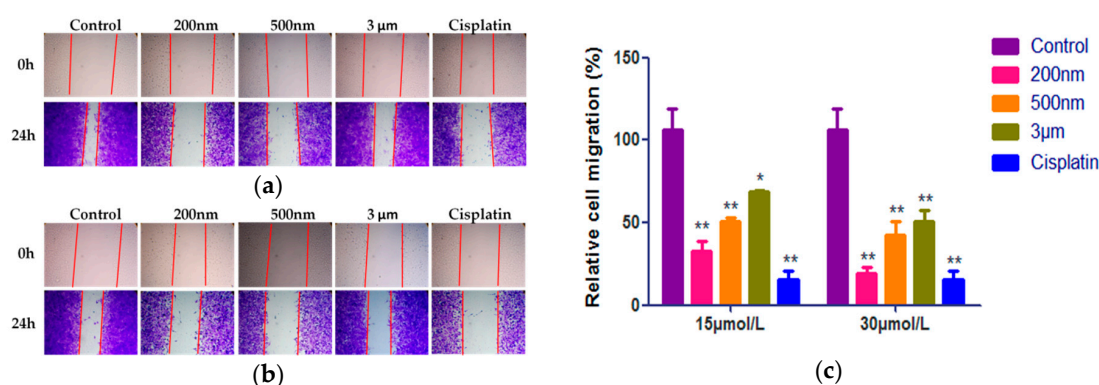 Control 200nm 500nm 3 µm Cisplatin
0h
24h
(a)
Control 200nm 500nm 3 µm Cisplatin
0h
24h
(b)
Relative cell migration (%)
150
100
50
0
**
**
*
**
**
**
**
**
15µmol/L 30µmol/L
Control
200nm
500nm
3µm
Cisplatin
(c)